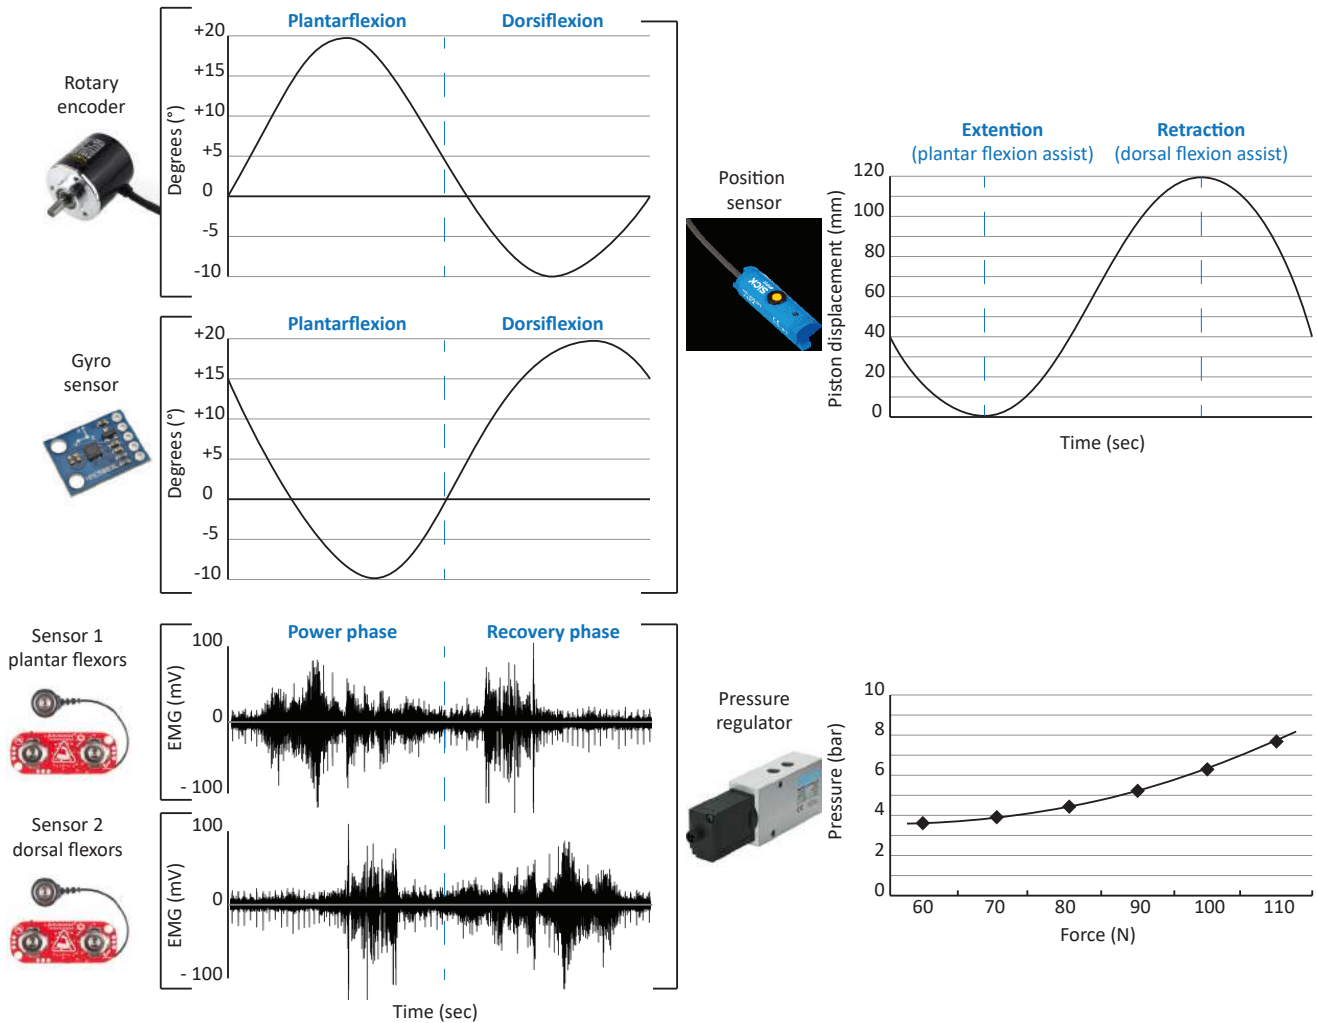 Plantarflexion
Dorsiflexion
Rotary
encoder
Degrees (°)
+20
+15
+10
+5
0
-5
-10
Plantarflexion
Dorsiflexion
Gyro
sensor
Degrees (°)
+20
+15
+10
+5
0
-5
-10
Position
sensor
SICK
Extention
(plantar flexion assist)
Retraction
(dorsal flexion assist)
Piston displacement (mm)
120
100
80
60
40
20
0
Time (sec)
Sensor 1
plantar flexors
Power phase
Recovery phase
EMG (mV)
100
0
- 100
Sensor 2
dorsal flexors
EMG (mV)
100
0
- 100
Time (sec)
Pressure
regulator
Pressure (bar)
10
8
6
4
2
0
60
70
80
90
100
110
Force (N)